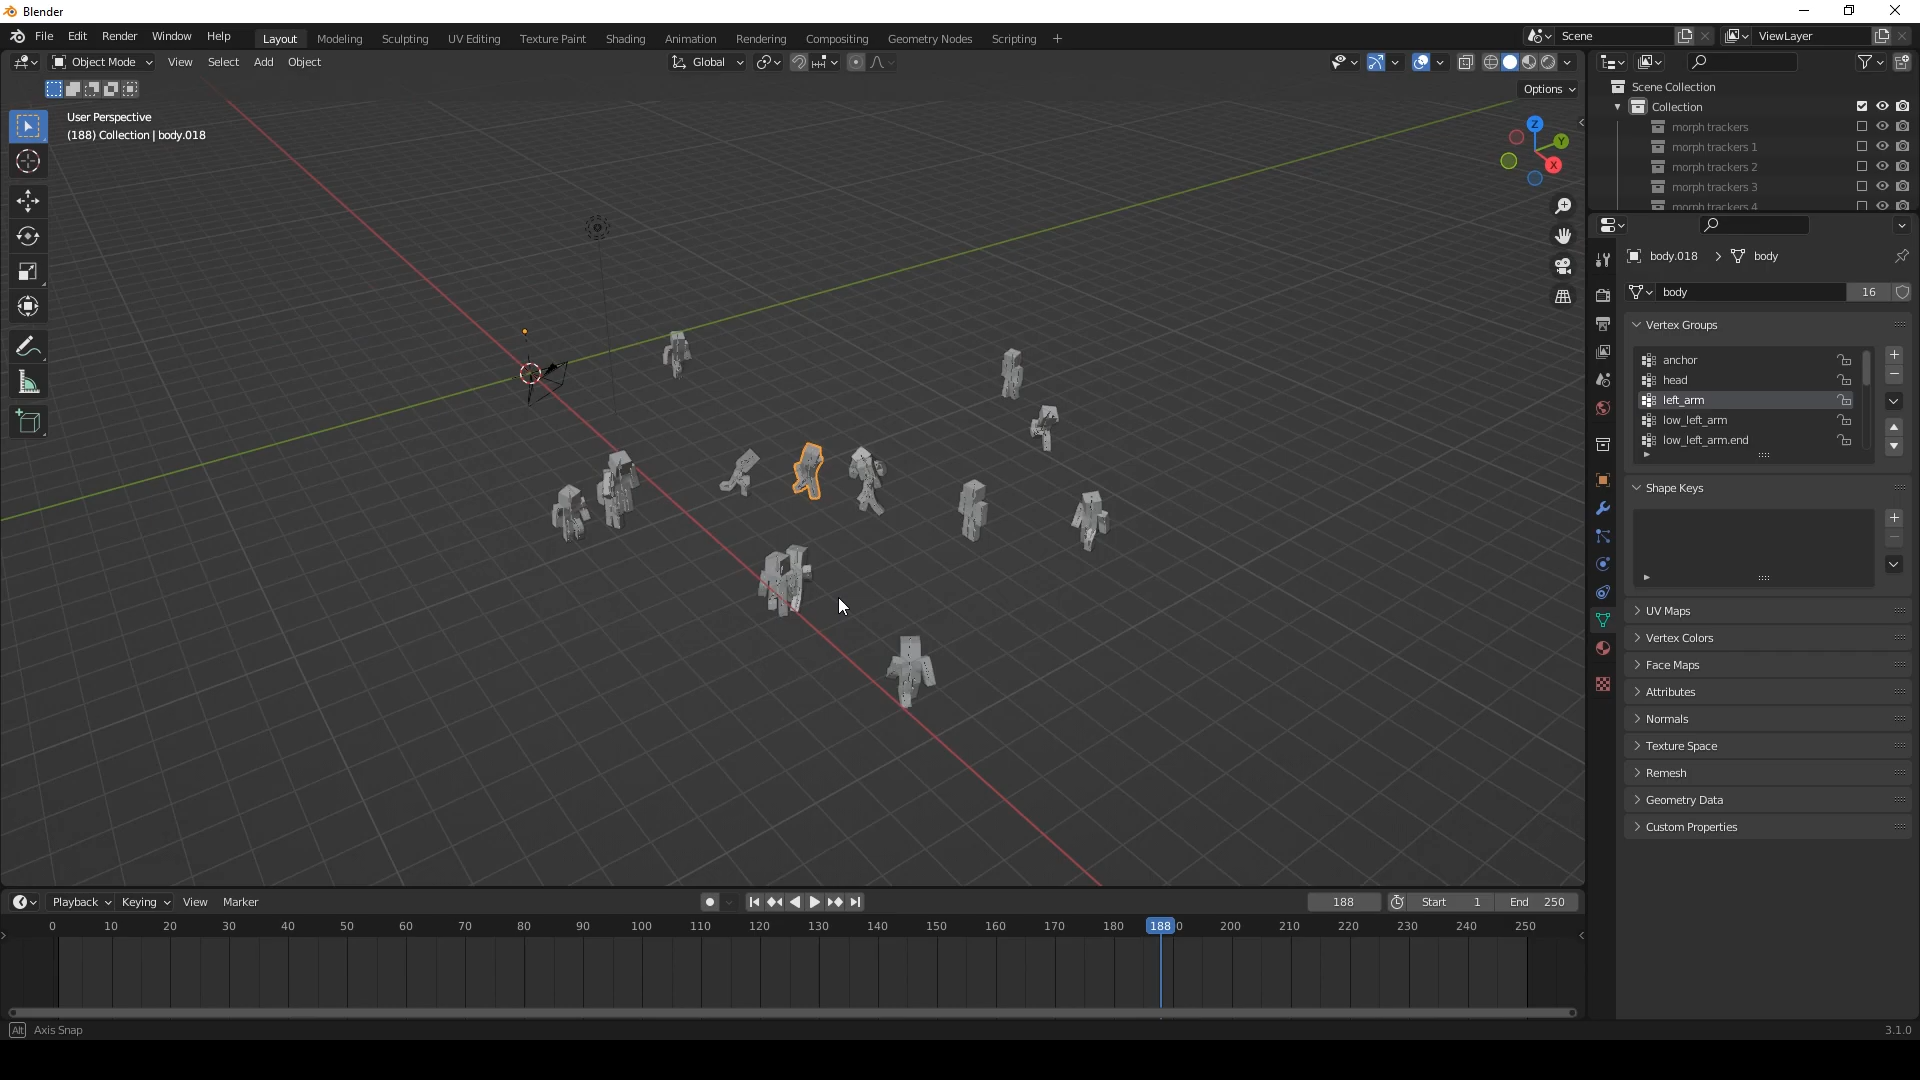 Blender
File Edit Render Window Help Layout Modeling Sculpting UV Editing Texture Paint Shading Animation Rendering Compositing Geometry Nodes Scripting + Scene ViewLayer
Object Mode View Select Add Object Global
Options
User Perspective
(188) Collection | body.018
Z
Y
X
Scene Collection
Collection
morph trackers
morph trackers 1
morph trackers 2
morph trackers 3
morph trackers 4
body.018 > body
body 16
Vertex Groups
anchor
head
left_arm
low_left_arm
low_left_arm.end
Shape Keys
UV Maps
Vertex Colors
Face Maps
Attributes
Normals
Texture Space
Remesh
Geometry Data
Custom Properties
Playback Keying View Marker 188 Start 1 End 250
0 10 20 30 40 50 60 70 80 90 100 110 120 130 140 150 160 170 180 188 0 200 210 220 230 240 250
Alt Axis Snap 3.1.0